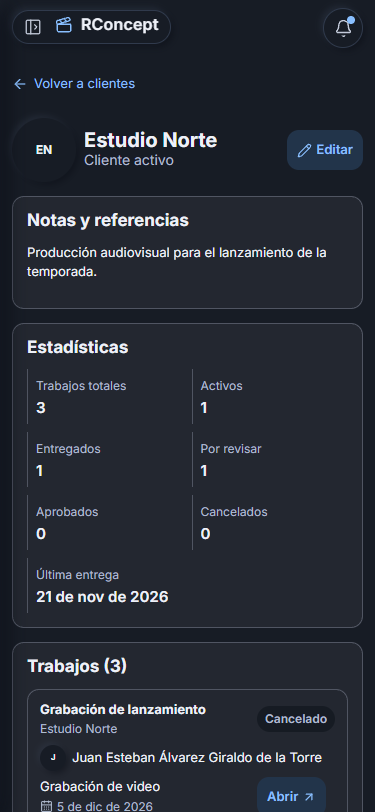 RConcept
Volver a clientes
EN
Estudio Norte
Cliente activo
Editar
Notas y referencias
Producción audiovisual para el lanzamiento de la
temporada.
Estadísticas
Trabajos totales
3
Activos
1
Entregados
1
Por revisar
1
Aprobados
0
Cancelados
0
Última entrega
21 de nov de 2026
Trabajos (3)
Grabación de lanzamiento
Estudio Norte
Cancelado
J
Juan Esteban Álvarez Giraldo de la Torre
Grabación de video
5 de dic de 2026
Abrir